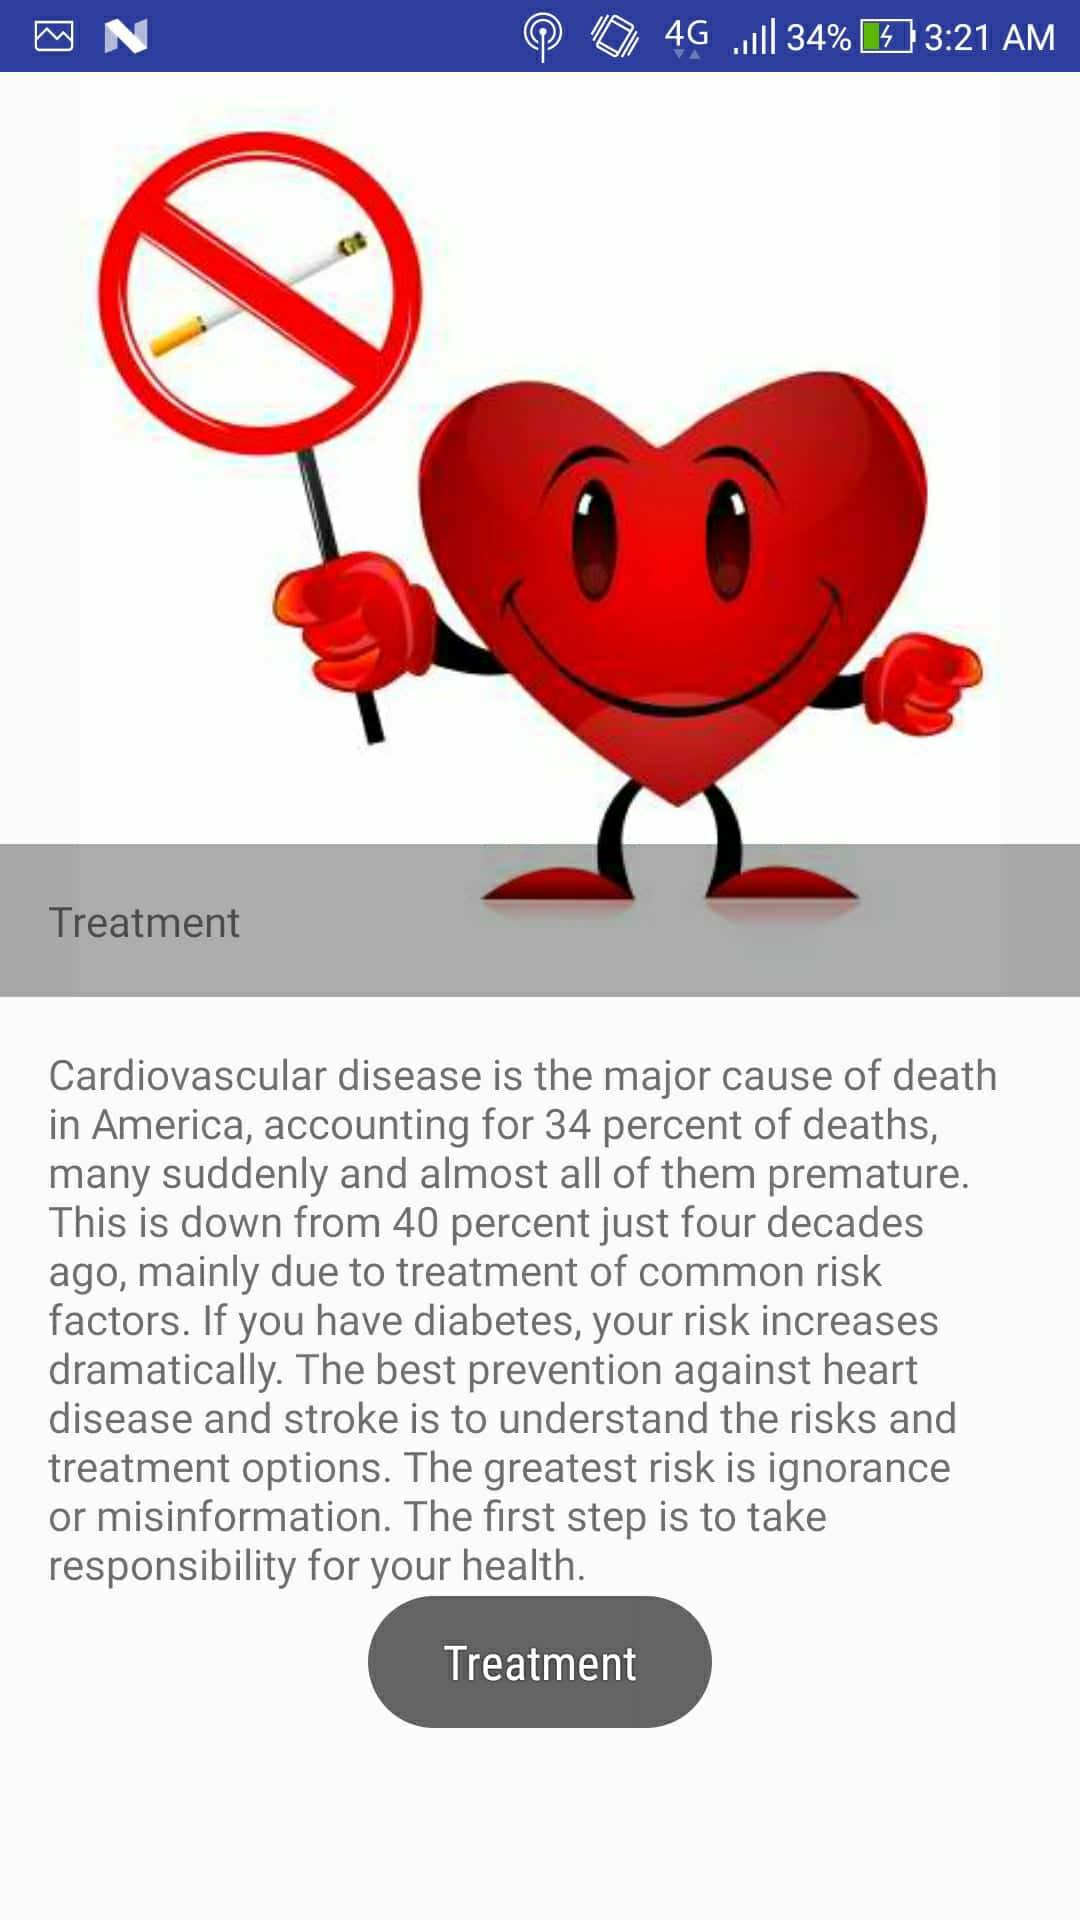 4G 34% 3:21 AM
Treatment
Cardiovascular disease is the major cause of death
in America, accounting for 34 percent of deaths,
many suddenly and almost all of them premature.
This is down from 40 percent just four decades
ago, mainly due to treatment of common risk
factors. If you have diabetes, your risk increases
dramatically. The best prevention against heart
disease and stroke is to understand the risks and
treatment options. The greatest risk is ignorance
or misinformation. The first step is to take
responsibility for your health.
Treatment